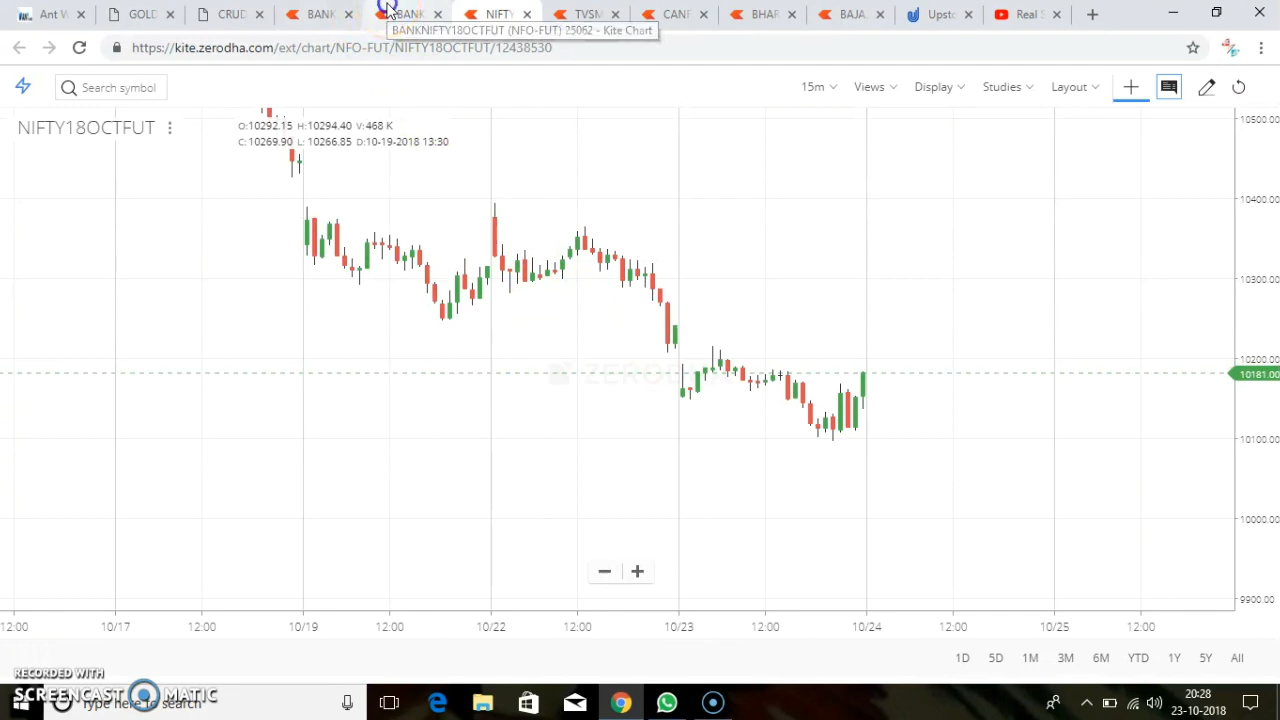 Ant W
GOLD
CRUD
BANK
BANK
NIFTY
TVSM
CANF
BHAR
BAJA
Upsto
Real S
BANKNIFTY18OCTFUT (NFO-FUT) 25062 - Kite Chart
https://kite.zerodha.com/ext/chart/NFO-FUT/NIFTY18OCTFUT/12438530
Search symbol
15m
Views
Display
Studies
Layout
NIFTY18OCTFUT
O:10292.15 H:10294.40 V:468 K
C:10269.90 L: 10266.85 D:10-19-2018 13:30
10500.
10400.00
10300.00
10200.00
10181.00
10100.00
10000.00
9900.00
ZERODHA
12:00 10/17 12:00 10/19 12:00 10/22 12:00 10/23 12:00 10/24 12:00 10/25 12:00
1D 5D 1M 3M 6M YTD 1Y 5Y All
RECORDED WITH
SCREENCAST MATIC
Type here to search
20:28
23-10-2018